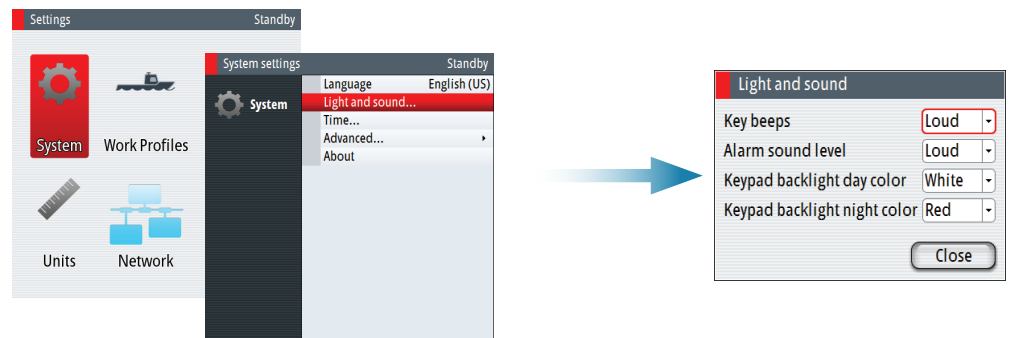 Settings Standby
System Work Profiles
Units Network
System settings Standby
System
Language English (US)
Light and sound...
Time...
Advanced...
About
Light and sound
Key beeps Loud
Alarm sound level Loud
Keypad backlight day color White
Keypad backlight night color Red
Close